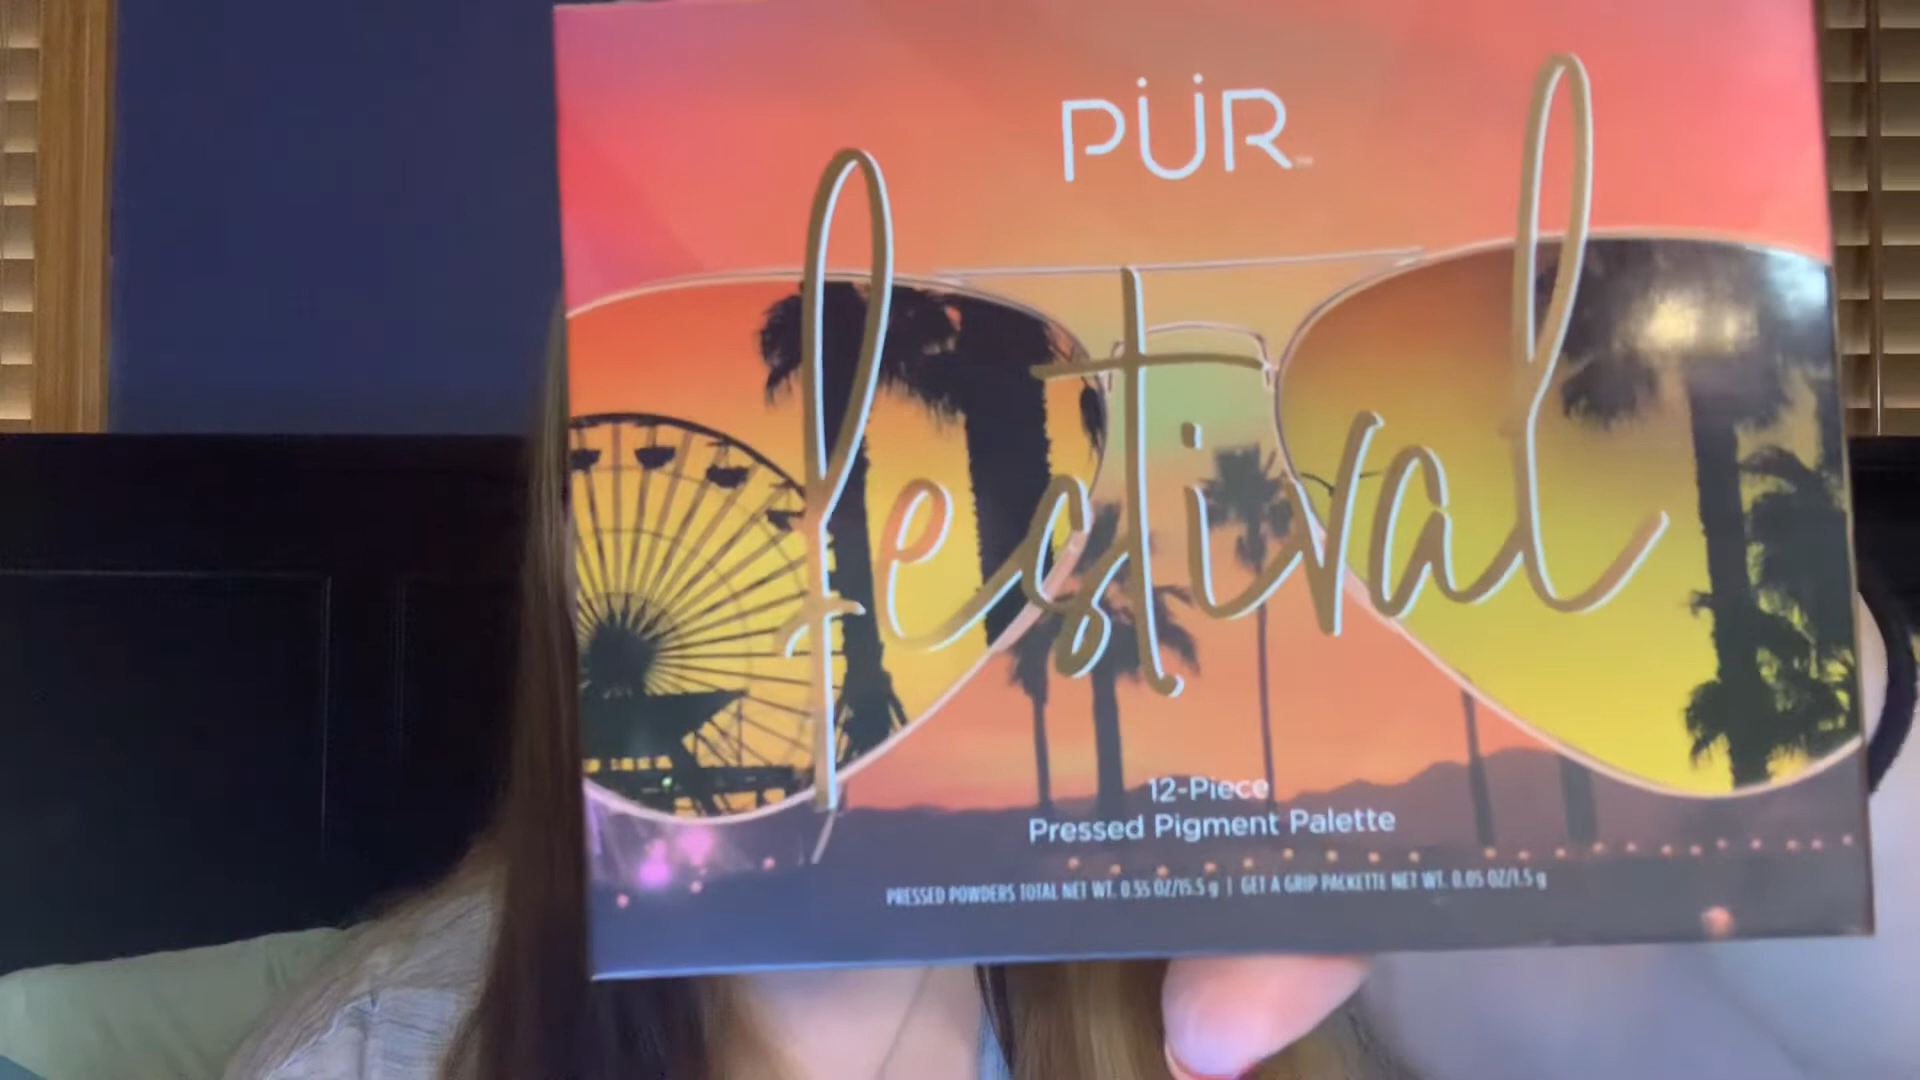 PÜR™
festival
12-Piece
Pressed Pigment Palette
PRESSED POWDERS TOTAL NET WT. 0.55 OZ/15.5 g | GET A GRIP PACKETTE NET WT. 0.05 OZ/1.5 g